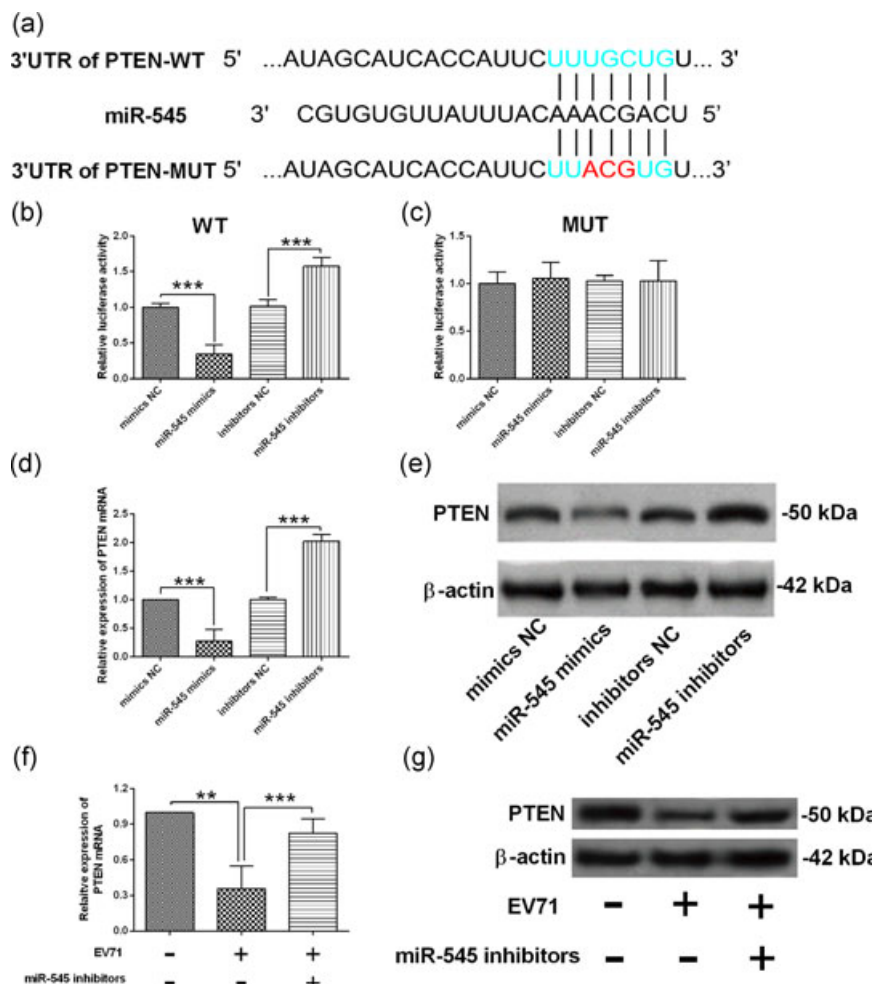 (a)
3'UTR of PTEN-WT 5' ...AUAGCAUCACCAUUCUUUGCUGU... 3'
miR-545 3' CGUGUGUUAUUUACAAACGACU 5'
3'UTR of PTEN-MUT 5' ...AUAGCAUCACCAUUCUUACGUGU...3'
(b)
WT
Relative luciferase activity
2.0
1.5
1.0
0.5
0.0
***
***
mimics NC
miR-545 mimics
inhibitors NC
miR-545 inhibitors
(c)
MUT
Relative luciferase activity
1.5
1.0
0.5
0.0
mimics NC
miR-545 mimics
inhibitors NC
miR-545 inhibitors
(d)
Relative expression of PTEN mRNA
2.5
2.0
1.5
1.0
0.5
0.0
***
***
mimics NC
miR-545 mimics
inhibitors NC
miR-545 inhibitors
(e)
PTEN -50 kDa
β-actin -42 kDa
mimics NC
miR-545 mimics
inhibitors NC
miR-545 inhibitors
(f)
Relaitve expression of
PTEN mRNA
1.2
0.9
0.6
0.3
0.0
** ***
EV71 - + +
miR-545 inhibitors - - +
(g)
PTEN -50 kDa
β-actin -42 kDa
EV71 - + +
miR-545 inhibitors - - +